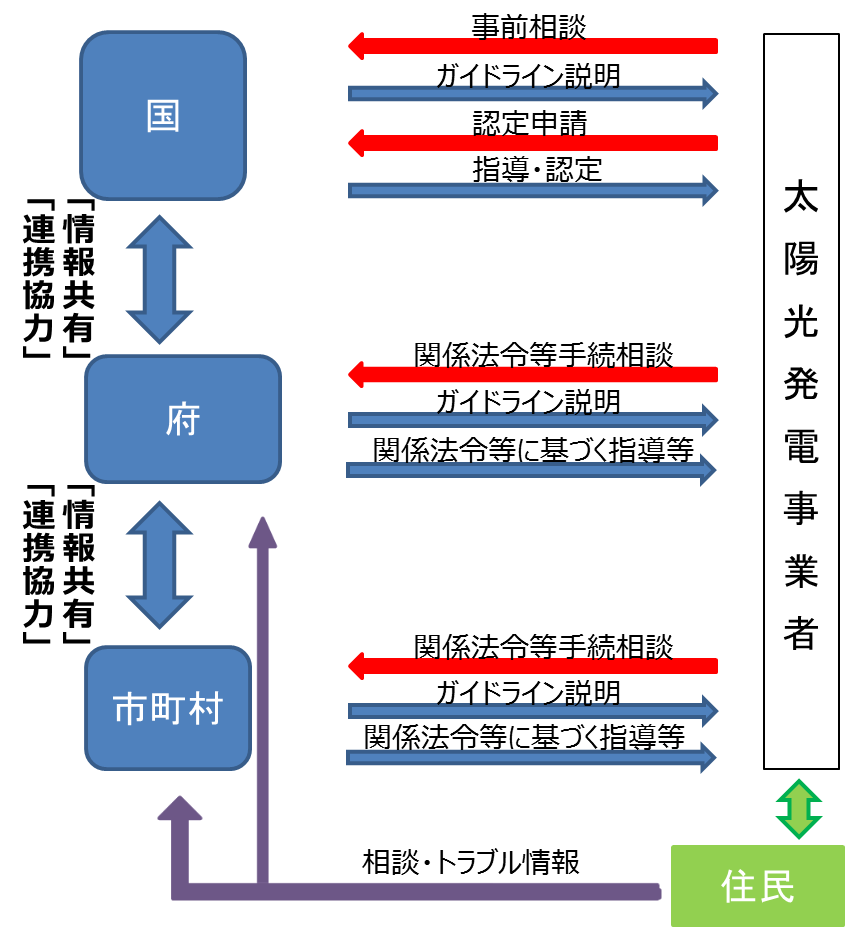 事前相談
ガイドライン説明
認定申請
指導・認定
国
「情報共有」
「連携協力」
太陽光発電事業者
関係法令等手続相談
ガイドライン説明
関係法令等に基づく指導等
府
「情報共有」
「連携協力」
関係法令等手続相談
ガイドライン説明
関係法令等に基づく指導等
市町村
相談・トラブル情報
住民